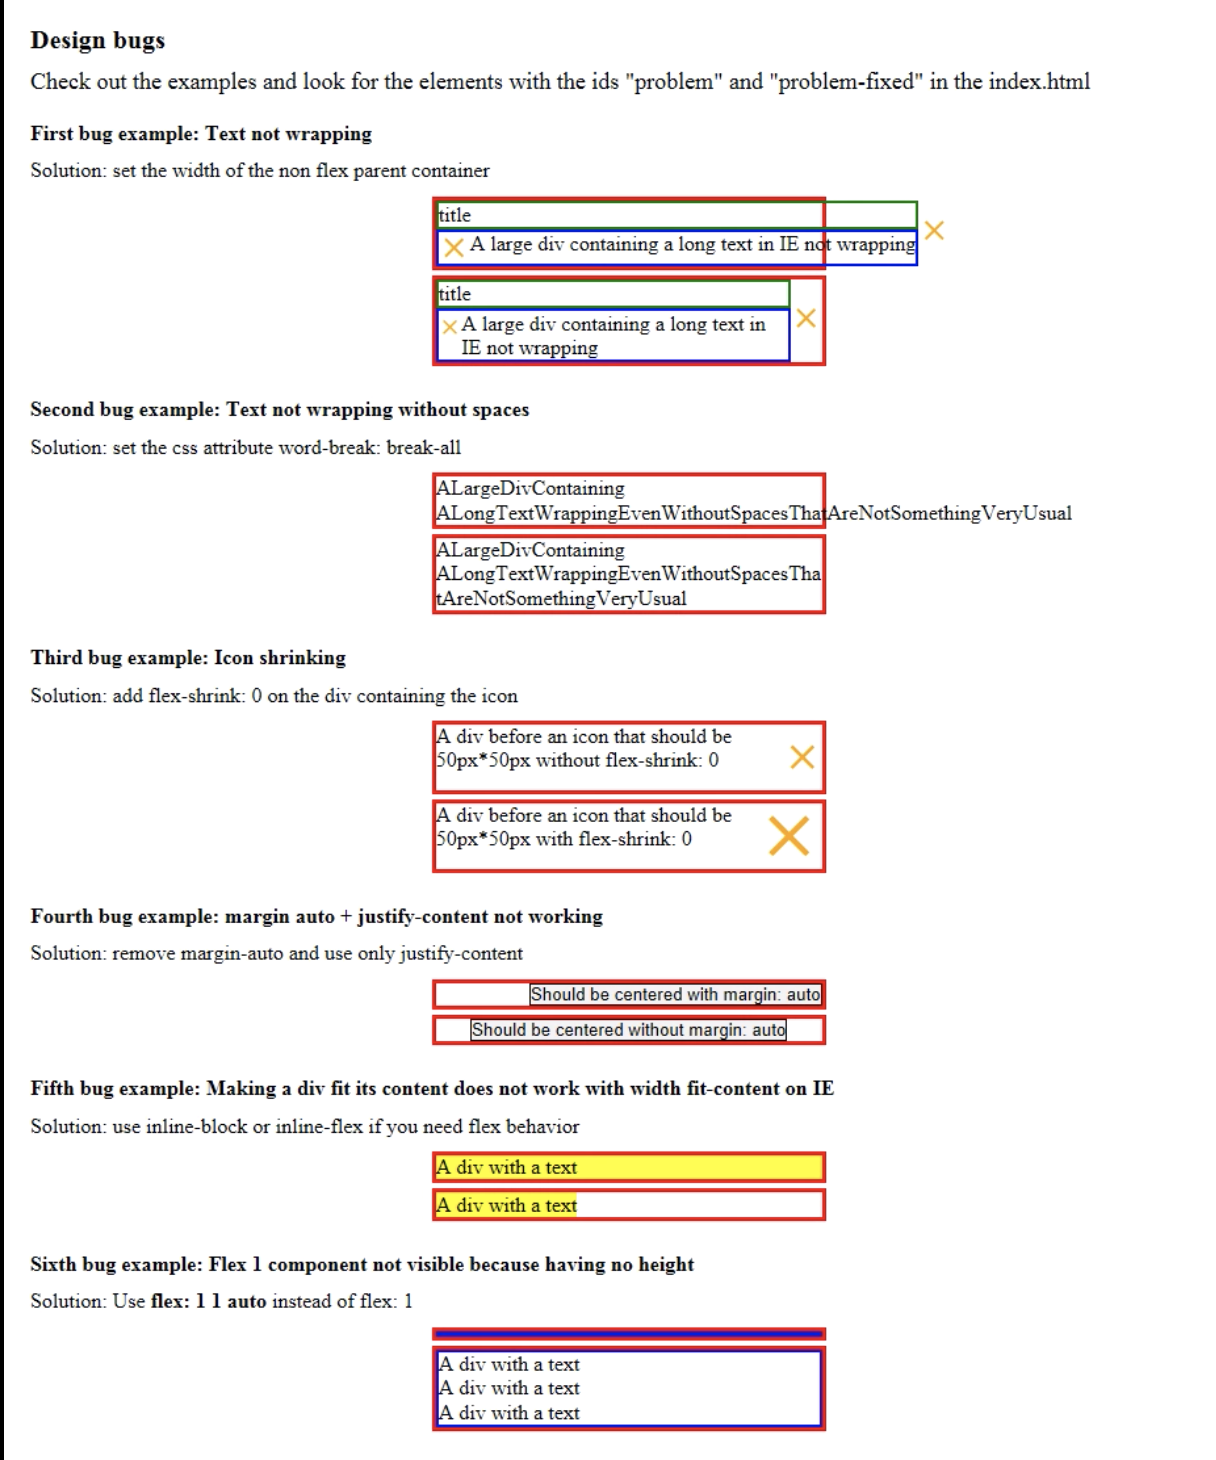 Design bugs
Check out the examples and look for the elements with the ids "problem" and "problem-fixed" in the index.html
First bug example: Text not wrapping
Solution: set the width of the non flex parent container
title
A large div containing a long text in IE not wrapping
title
A large div containing a long text in
IE not wrapping
Second bug example: Text not wrapping without spaces
Solution: set the css attribute word-break: break-all
ALargeDivContaining
ALongTextWrappingEvenWithoutSpacesThatAreNotSomethingVeryUsual
ALargeDivContaining
ALongTextWrappingEvenWithoutSpacesTha
tAreNotSomethingVeryUsual
Third bug example: Icon shrinking
Solution: add flex-shrink: 0 on the div containing the icon
A div before an icon that should be
50px*50px without flex-shrink: 0
A div before an icon that should be
50px*50px with flex-shrink: 0
Fourth bug example: margin auto + justify-content not working
Solution: remove margin-auto and use only justify-content
Should be centered with margin: auto
Should be centered without margin: auto
Fifth bug example: Making a div fit its content does not work with width fit-content on IE
Solution: use inline-block or inline-flex if you need flex behavior
A div with a text
A div with a text
Sixth bug example: Flex 1 component not visible because having no height
Solution: Use flex: 1 1 auto instead of flex: 1
A div with a text
A div with a text
A div with a text